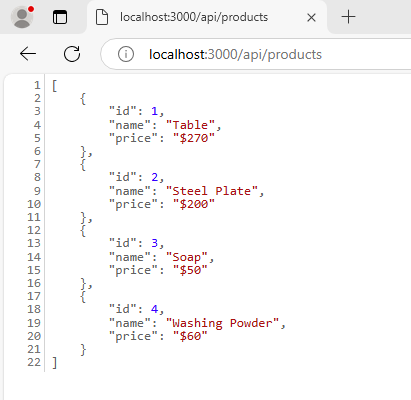 localhost:3000/api/products
localhost:3000/api/products
1 [
2     {
3         "id": 1,
4         "name": "Table",
5         "price": "$270"
6     },
7     {
8         "id": 2,
9         "name": "Steel Plate",
10         "price": "$200"
11     },
12     {
13         "id": 3,
14         "name": "Soap",
15         "price": "$50"
16     },
17     {
18         "id": 4,
19         "name": "Washing Powder",
20         "price": "$60"
21     }
22 ]